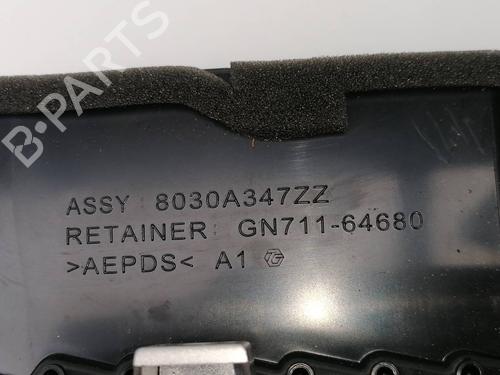 B-PARTS
ASSY 8030A347ZZ
RETAINER GN711-64680
>AEPDS< A1